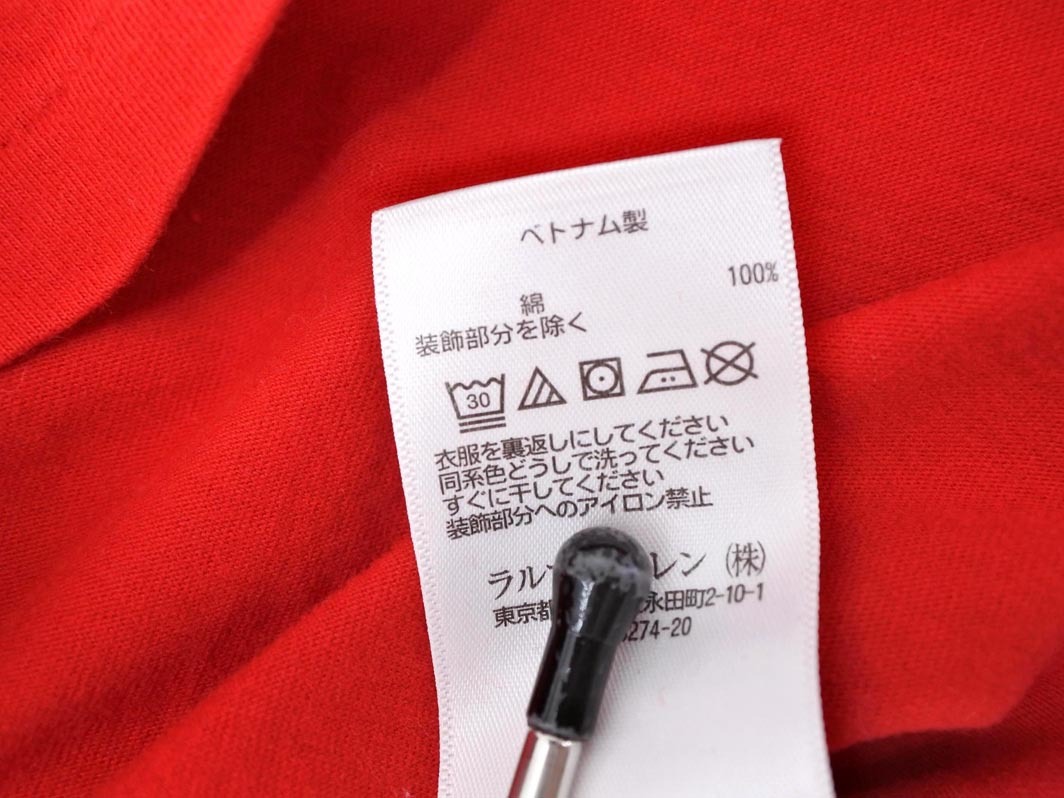 ベトナム製
100%
綿
装飾部分を除く
30
衣服を裏返しにしてください
同系色どうしで洗ってください
すぐに干してください
装飾部分へのアイロン禁止
ラル レン (株)
東京都 永田町2-10-1
274-20